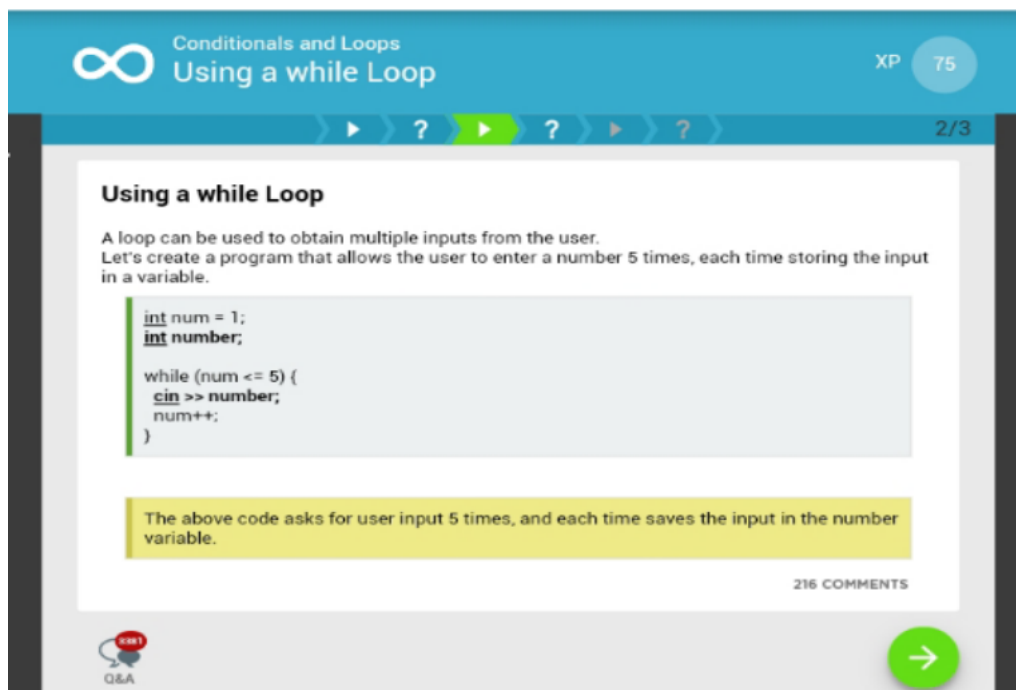 Conditionals and Loops
Using a while Loop
XP 75
? ? ? 2/3
Using a while Loop
A loop can be used to obtain multiple inputs from the user.
Let's create a program that allows the user to enter a number 5 times, each time storing the input
in a variable.
int num = 1;
int number;
while (num <= 5) {
cin >> number;
num++;
}
The above code asks for user input 5 times, and each time saves the input in the number
variable.
216 COMMENTS
Q&A